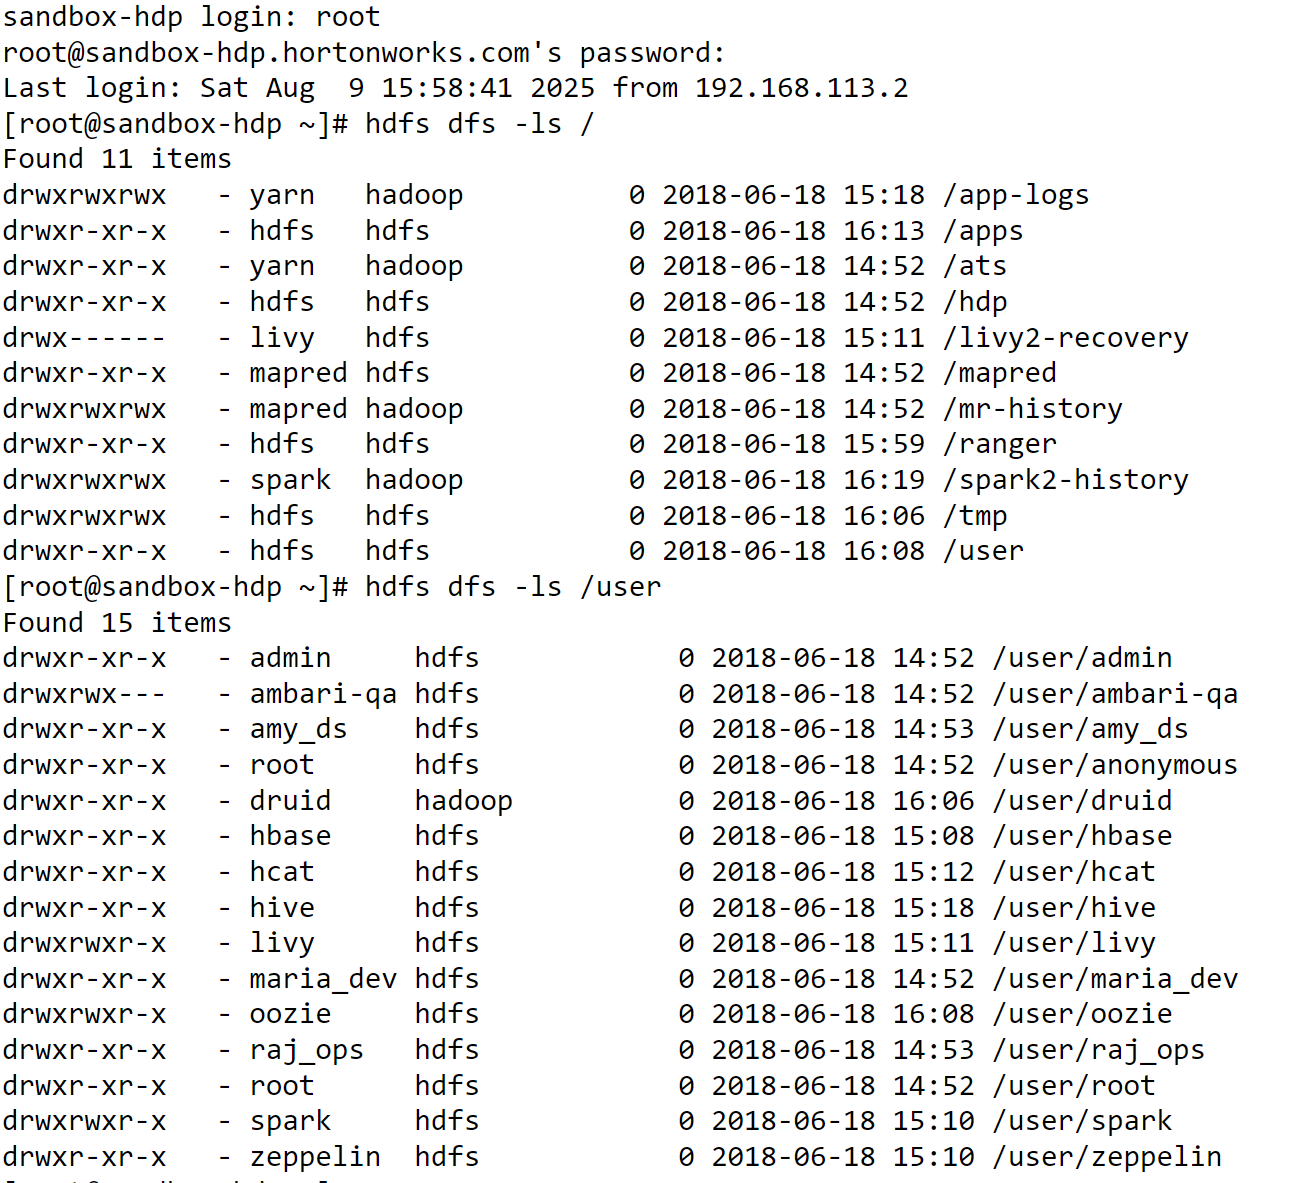 sandbox-hdp login: root
root@sandbox-hdp.hortonworks.com's password:
Last login: Sat Aug  9 15:58:41 2025 from 192.168.113.2
[root@sandbox-hdp ~]# hdfs dfs -ls /
Found 11 items
drwxrwxrwx   - yarn   hadoop          0 2018-06-18 15:18 /app-logs
drwxr-xr-x   - hdfs   hdfs            0 2018-06-18 16:13 /apps
drwxr-xr-x   - yarn   hadoop          0 2018-06-18 14:52 /ats
drwxr-xr-x   - hdfs   hdfs            0 2018-06-18 14:52 /hdp
drwx------   - livy   hdfs            0 2018-06-18 15:11 /livy2-recovery
drwxr-xr-x   - mapred hdfs            0 2018-06-18 14:52 /mapred
drwxrwxrwx   - mapred hadoop          0 2018-06-18 14:52 /mr-history
drwxr-xr-x   - hdfs   hdfs            0 2018-06-18 15:59 /ranger
drwxrwxrwx   - spark  hadoop          0 2018-06-18 16:19 /spark2-history
drwxrwxrwx   - hdfs   hdfs            0 2018-06-18 16:06 /tmp
drwxr-xr-x   - hdfs   hdfs            0 2018-06-18 16:08 /user
[root@sandbox-hdp ~]# hdfs dfs -ls /user
Found 15 items
drwxr-xr-x   - admin     hdfs            0 2018-06-18 14:52 /user/admin
drwxrwx---   - ambari-qa hdfs            0 2018-06-18 14:52 /user/ambari-qa
drwxr-xr-x   - amy_ds    hdfs            0 2018-06-18 14:53 /user/amy_ds
drwxr-xr-x   - root      hdfs            0 2018-06-18 14:52 /user/anonymous
drwxr-xr-x   - druid     hadoop          0 2018-06-18 16:06 /user/druid
drwxr-xr-x   - hbase     hdfs            0 2018-06-18 15:08 /user/hbase
drwxr-xr-x   - hcat      hdfs            0 2018-06-18 15:12 /user/hcat
drwxr-xr-x   - hive      hdfs            0 2018-06-18 15:18 /user/hive
drwxrwxr-x   - livy      hdfs            0 2018-06-18 15:11 /user/livy
drwxr-xr-x   - maria_dev hdfs            0 2018-06-18 14:52 /user/maria_dev
drwxrwxr-x   - oozie     hdfs            0 2018-06-18 16:08 /user/oozie
drwxr-xr-x   - raj_ops   hdfs            0 2018-06-18 14:53 /user/raj_ops
drwxr-xr-x   - root      hdfs            0 2018-06-18 14:52 /user/root
drwxrwxr-x   - spark     hdfs            0 2018-06-18 15:10 /user/spark
drwxr-xr-x   - zeppelin  hdfs            0 2018-06-18 15:10 /user/zeppelin